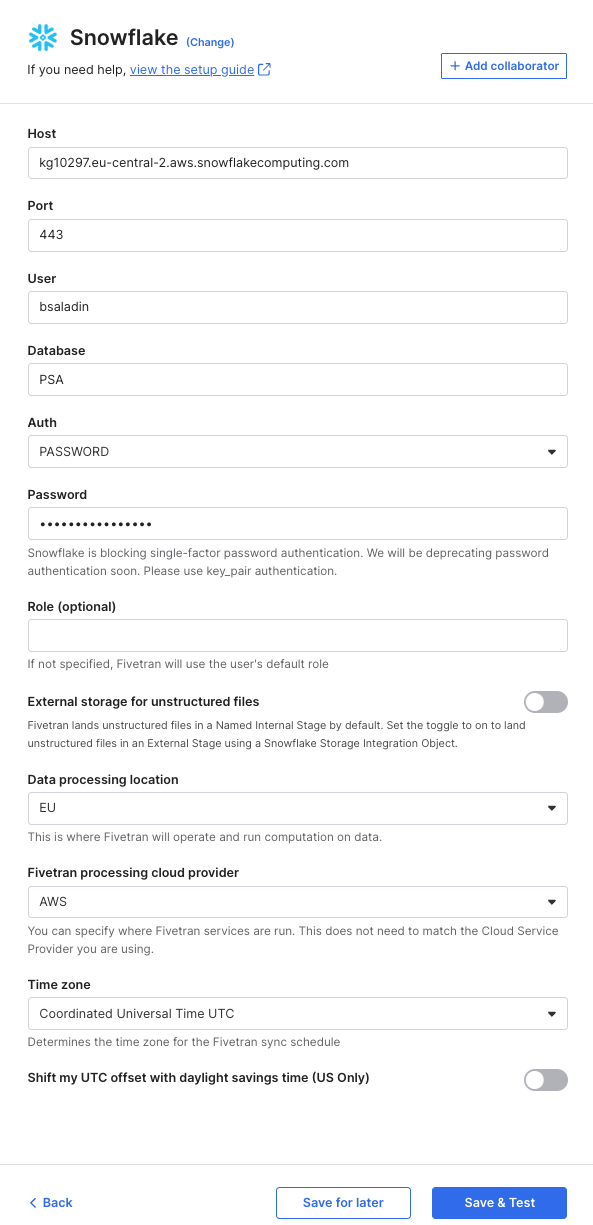 Snowflake (Change)
If you need help, view the setup guide
+ Add collaborator
Host
kg10297.eu-central-2.aws.snowflakecomputing.com
Port
443
User
bsaladin
Database
PSA
Auth
PASSWORD
Password
••••••••••••••••
Snowflake is blocking single-factor password authentication. We will be deprecating password
authentication soon. Please use key_pair authentication.
Role (optional)
If not specified, Fivetran will use the user's default role
External storage for unstructured files
Fivetran lands unstructured files in a Named Internal Stage by default. Set the toggle to on to land
unstructured files in an External Stage using a Snowflake Storage Integration Object.
Data processing location
EU
This is where Fivetran will operate and run computation on data.
Fivetran processing cloud provider
AWS
You can specify where Fivetran services are run. This does not need to match the Cloud Service
Provider you are using.
Time zone
Coordinated Universal Time UTC
Determines the time zone for the Fivetran sync schedule
Shift my UTC offset with daylight savings time (US Only)
Back
Save for later
Save & Test